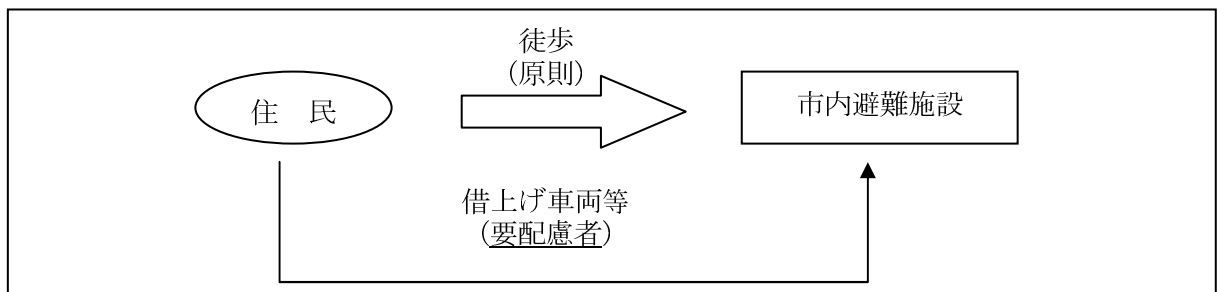 徒歩
（原則）
住　民
市内避難施設
借上げ車両等
（要配慮者）